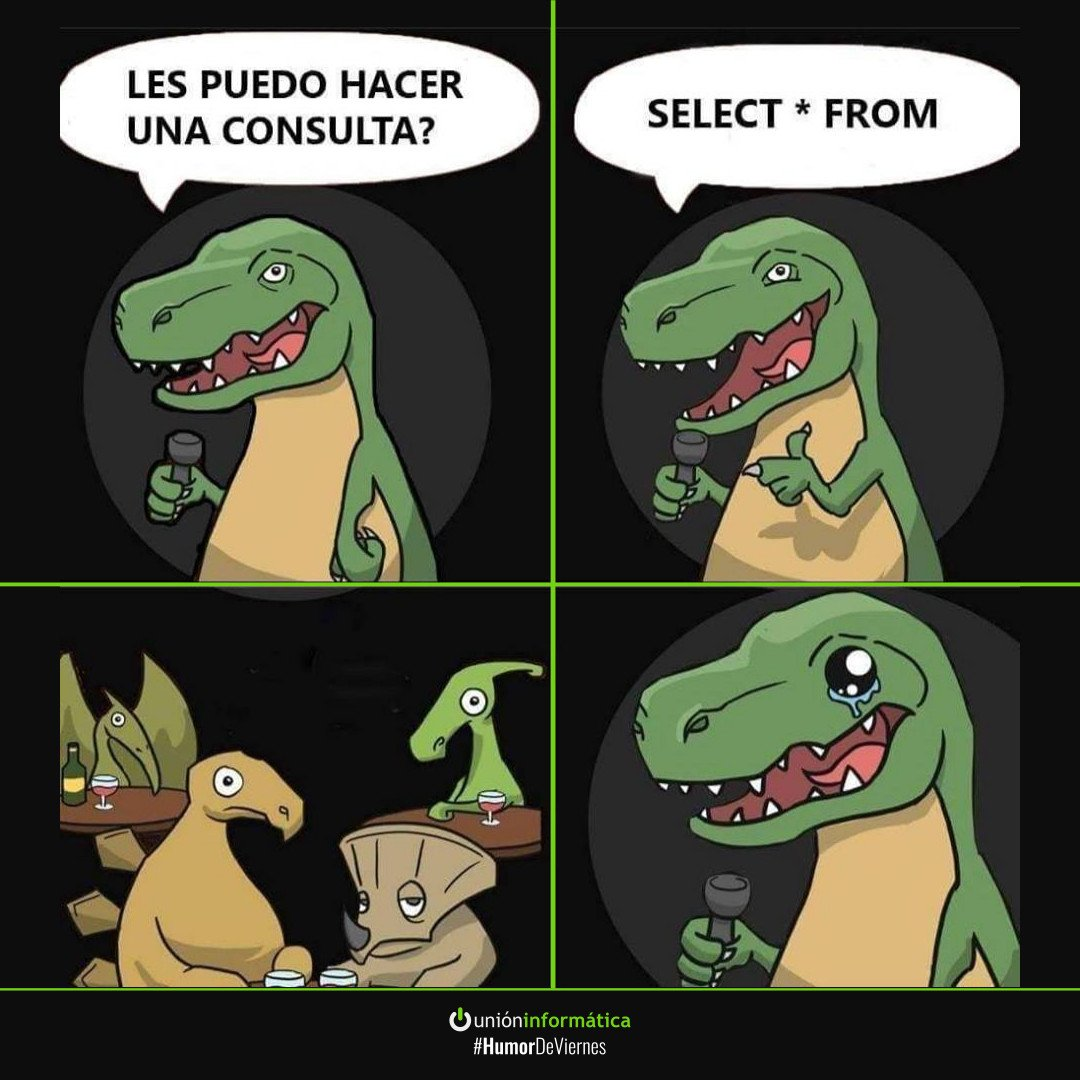 LES PUEDO HACER
UNA CONSULTA?
SELECT * FROM
unióninformática
#HumorDeViernes